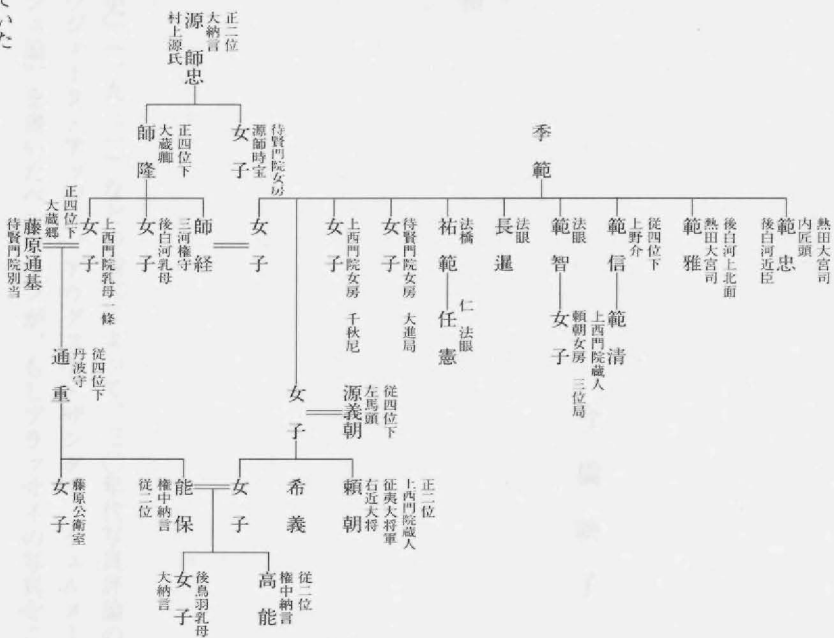 ていた
季範
熱田大宮司
内匠頭
範忠
後白河近臣
後白河上北面
熱田大宮司
範雅
従四位下
上野介
範信
上西門院蔵人
範清
法眼
範智
頼朝女房 三位局
女子
法眼
長暹
法橋
祐範
仁 法眼
任憲
待賢門院女房 大進局
女子
上西門院女房 千秋尼
女子
従四位下
左馬頭
源義朝
女子
正二位
上西門院蔵人
征夷大将軍
右近大将
頼朝
希義
女子
女子
正二位
大納言
源師忠
村上源氏
待賢門院女房
源師時宝
女子
正四位下
大蔵卿
師隆
三河権守
師経
後白河乳母
女子
上西門院乳母一條
女子
正四位下
大蔵郷
藤原通基
待賢門院別当
従四位下
丹波守
通重
能保
権中納言
従二位
藤原公衛室
女子
従二位
権中納言
高能
後鳥羽乳母
女子
大納言